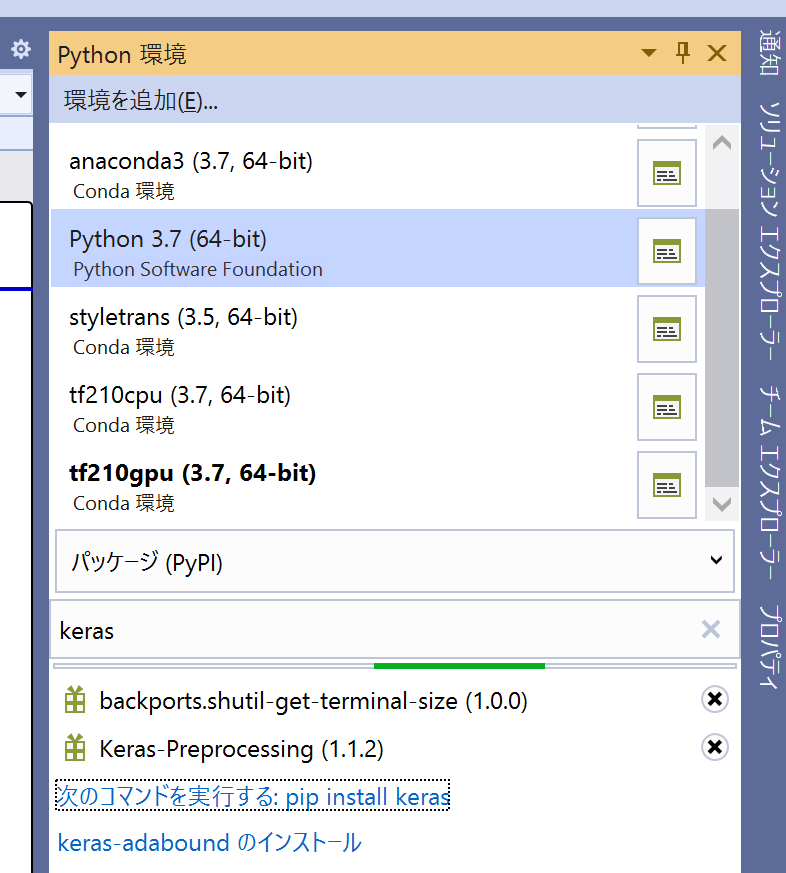 Python 環境
環境を追加(E)...
anaconda3 (3.7, 64-bit)
Conda 環境
Python 3.7 (64-bit)
Python Software Foundation
styletrans (3.5, 64-bit)
Conda 環境
tf210cpu (3.7, 64-bit)
Conda 環境
tf210gpu (3.7, 64-bit)
Conda 環境
パッケージ (PyPI)
keras
backports.shutil-get-terminal-size (1.0.0)
Keras-Preprocessing (1.1.2)
次のコマンドを実行する: pip install keras
keras-adabound のインストール
通知
ソリューション エクスプローラー
チーム エクスプローラー
プロパティ